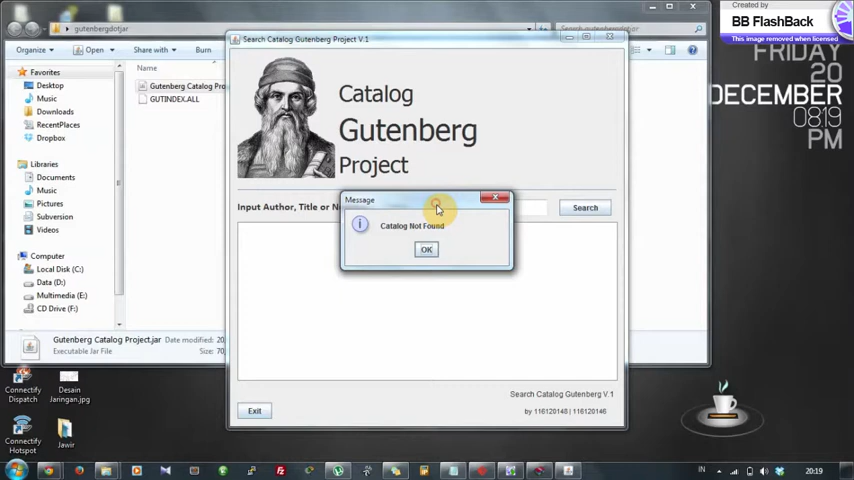 Created by
BB FlashBack
This image removed when licensed
gutenbergdotjar
Search gutenbergdotjar
Organize
Open
Share with
Burn
Search Catalog Gutenberg Project V.1
FRIDAY
20
DECEMBER
08:19
PM
Favorites
Desktop
Music
Downloads
RecentPlaces
Dropbox
Libraries
Documents
Music
Pictures
Subversion
Videos
Computer
Local Disk (C:)
Data (D:)
Multimedia (E:)
CD Drive (F:)
Name
Gutenberg Catalog Pro
GUTINDEX.ALL
Catalog
Gutenberg
Project
Input Author, Title or N
Search
Message
Catalog Not Found
OK
Search Catalog Gutenberg V.1
by 116120148 | 116120146
Exit
Gutenberg Catalog Project.jar
Date modified: 20
Executable Jar File
Size: 70,
Connectify
Dispatch
Desain
Jaringan.jpg
Connectify
Hotspot
Jawir
IN
20:19